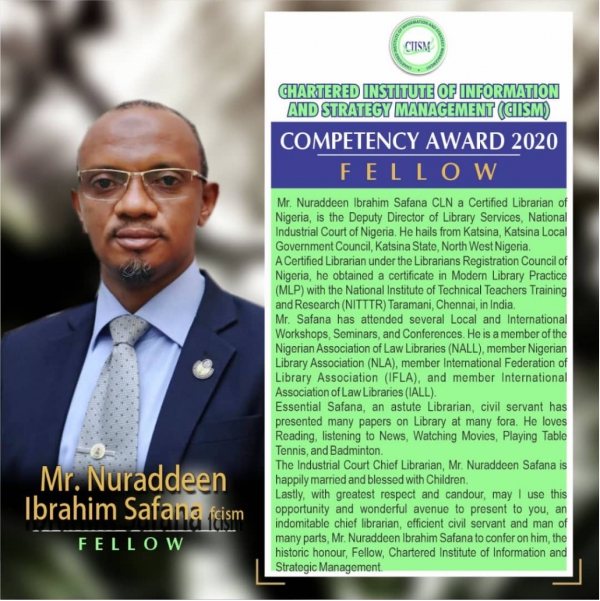 CIISM
CHARTERED INSTITUTE OF INFORMATION
AND STRATEGY MANAGEMENT (CIISM)
COMPETENCY AWARD 2020
FELLOW
Mr. Nuraddeen Ibrahim Safana CLN a Certified Librarian of
Nigeria, is the Deputy Director of Library Services, National
Industrial Court of Nigeria. He hails from Katsina, Katsina Local
Government Council, Katsina State, North West Nigeria.
A Certified Librarian under the Librarians Registration Council of
Nigeria, he obtained a certificate in Modern Library Practice
(MLP) with the National Institute of Technical Teachers Training
and Research (NITTTR) Taramani, Chennai, in India.
Mr. Safana has attended several Local and International
Workshops, Seminars, and Conferences. He is a member of the
Nigerian Association of Law Libraries (NALL), member Nigerian
Library Association (NLA), member International Federation of
Library Association (IFLA), and member International
Association of Law Libraries (IALL).
Essential Safana, an astute Librarian, civil servant has
presented many papers on Library at many fora. He loves
Reading, listening to News, Watching Movies, Playing Table
Tennis, and Badminton.
The Industrial Court Chief Librarian, Mr. Nuraddeen Safana is
happily married and blessed with Children.
Lastly, with greatest respect and candour, may I use this
opportunity and wonderful avenue to present to you, an
indomitable chief librarian, efficient civil servant and man of
many parts, Mr. Nuraddeen Ibrahim Safana to confer on him, the
historic honour, Fellow, Chartered Institute of Information and
Strategic Management.
Mr. Nuraddeen
Ibrahim Safana fcism
FELLOW